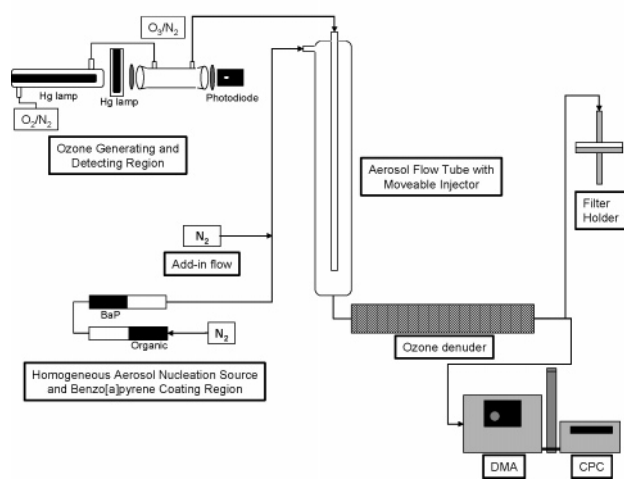 O3/N2
Hg lamp
Hg lamp
Photodiode
O2/N2
Ozone Generating and
Detecting Region
Aerosol Flow Tube with
Moveable Injector
Filter
Holder
N2
Add-in flow
BaP
Organic
N2
Ozone denuder
Homogeneous Aerosol Nucleation Source
and Benzo[a]pyrene Coating Region
DMA
CPC